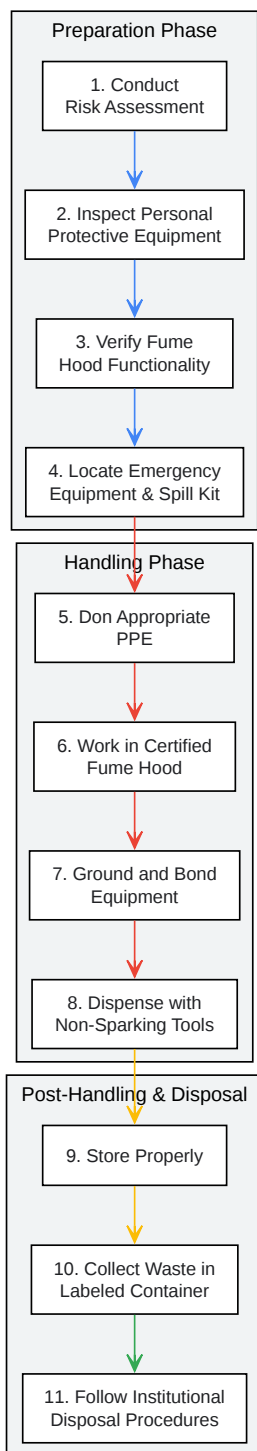 Preparation Phase
1. Conduct
Risk Assessment
2. Inspect Personal
Protective Equipment
3. Verify Fume
Hood Functionality
4. Locate Emergency
Equipment & Spill Kit
Handling Phase
5. Don Appropriate
PPE
6. Work in Certified
Fume Hood
7. Ground and Bond
Equipment
8. Dispense with
Non-Sparking Tools
Post-Handling & Disposal
9. Store Properly
10. Collect Waste in
Labeled Container
11. Follow Institutional
Disposal Procedures